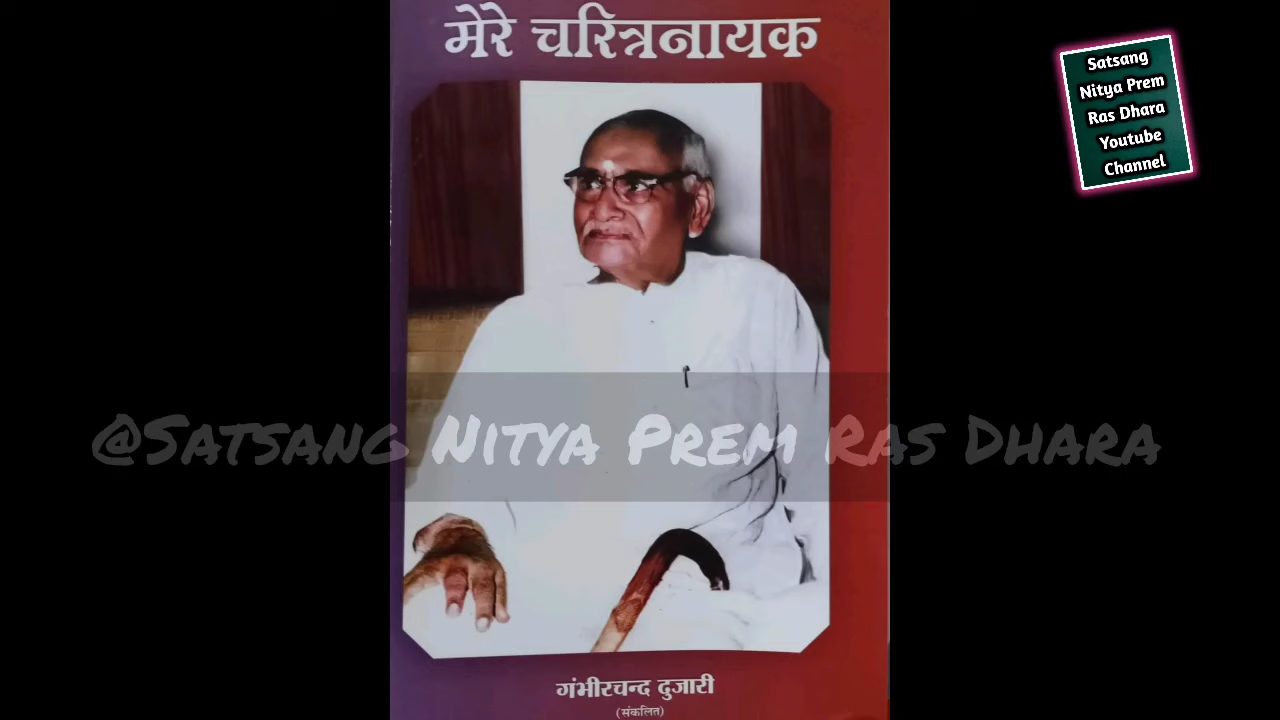 मेरे चरित्रनायक
Satsang
Nitya Prem
Ras Dhara
Youtube
Channel
@Satsang Nitya Prem Ras Dhara
गंभीरचन्द दुजारी
(संकलित)